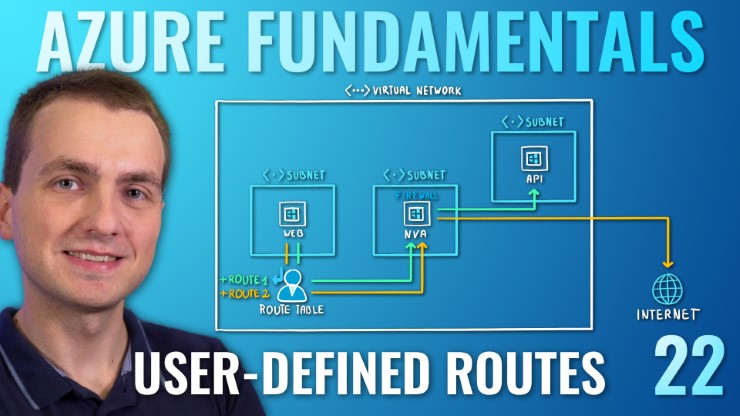 AZURE FUNDAMENTALS
<···>VIRTUAL NETWORK
<·>SUBNET
API
<·>SUBNET
<·>SUBNET
FIREWALL
WEB
NVA
+ROUTE 1
+ROUTE 2
ROUTE TABLE
INTERNET
USER-DEFINED ROUTES
22